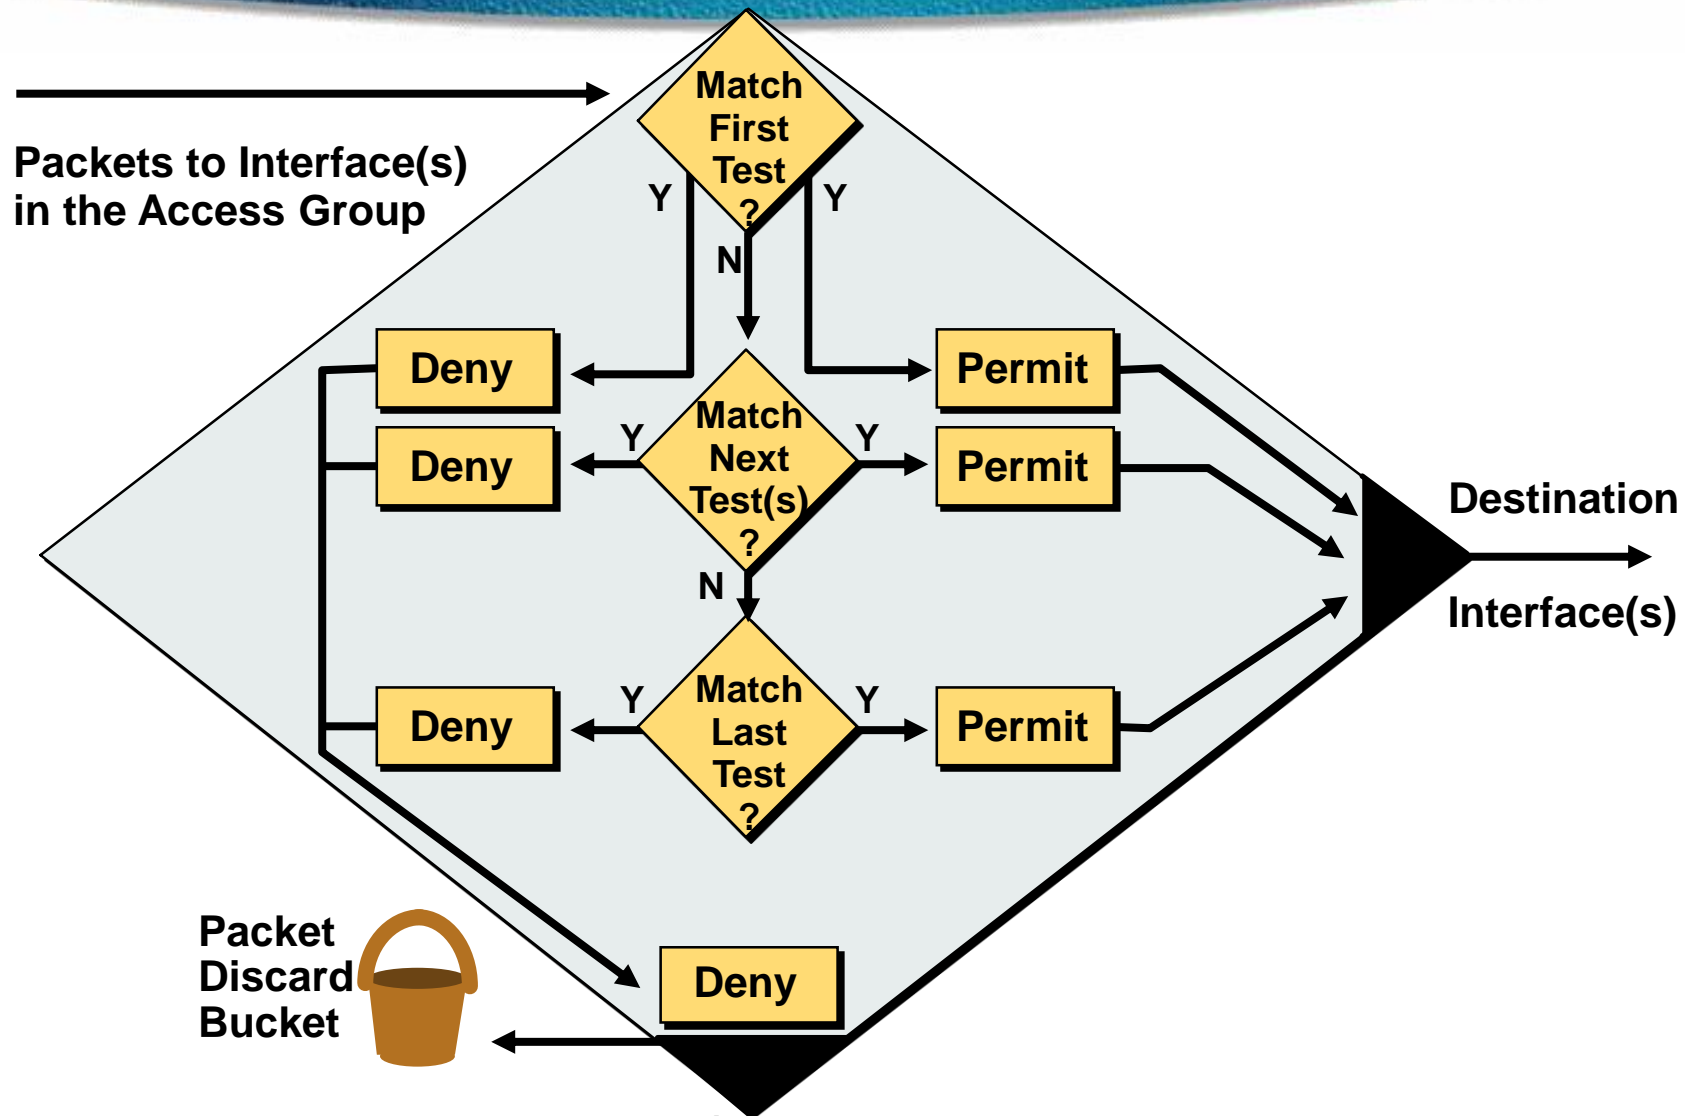 Match
First
Test
?
Packets to Interface(s)
in the Access Group
Y
Y
N
Deny
Permit
Match
Next
Test(s)
?
Y
Y
Deny
Permit
Destination
Interface(s)
N
Match
Last
Test
?
Y
Y
Deny
Permit
Packet
Discard
Bucket
Deny